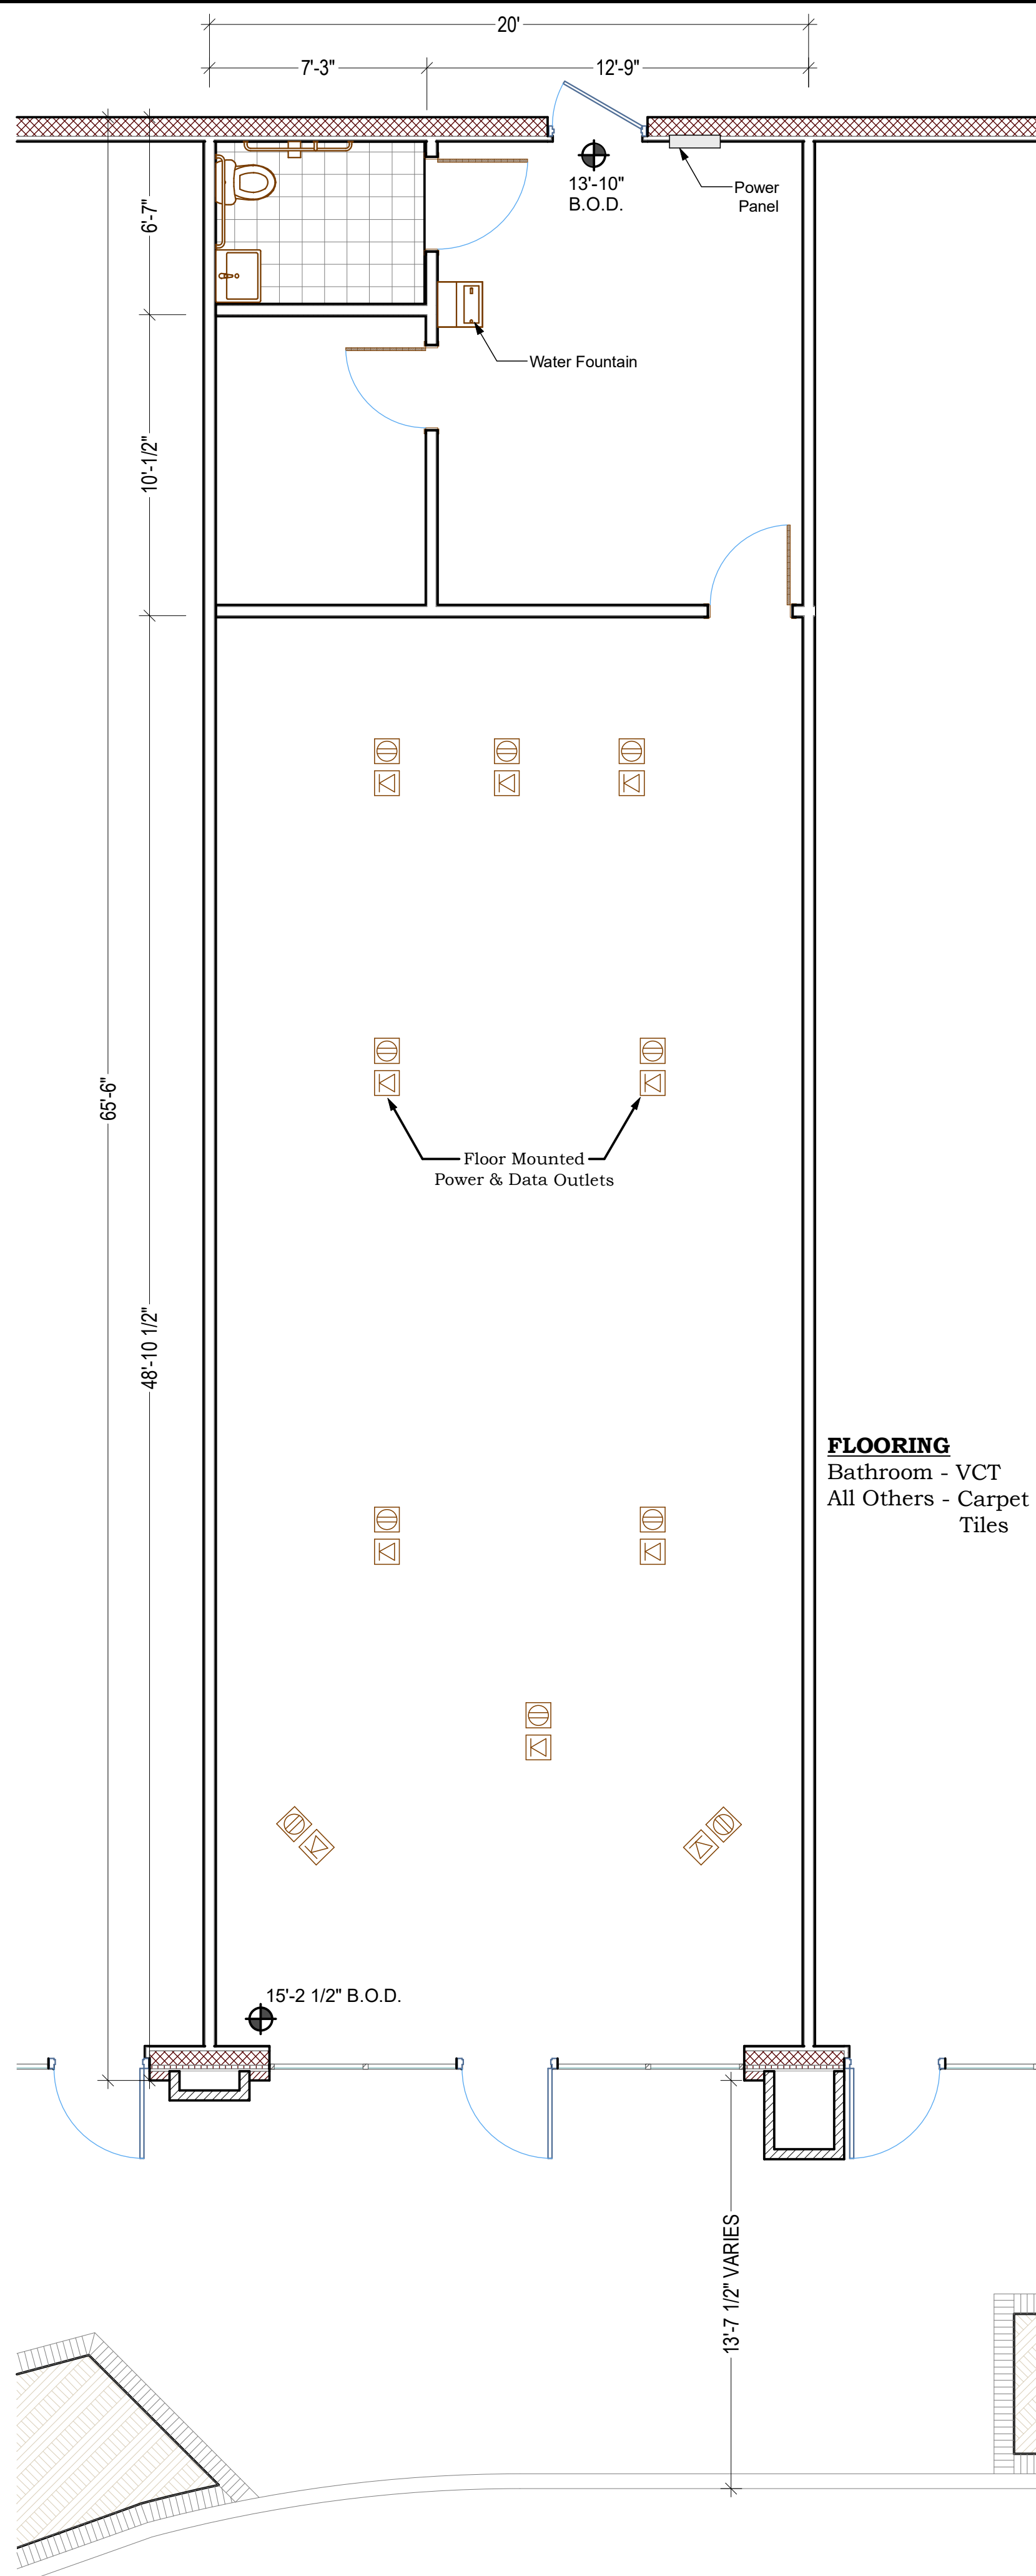 20'
7'-3"
12'-9"
13'-10"
B.O.D.
Power
Panel
6'-7"
Water Fountain
10'-1/2"
65'-6"
Floor Mounted
Power & Data Outlets
48'-10 1/2"
FLOORING
Bathroom - VCT
All Others - Carpet
Tiles
15'-2 1/2" B.O.D.
13'-7 1/2" VARIES